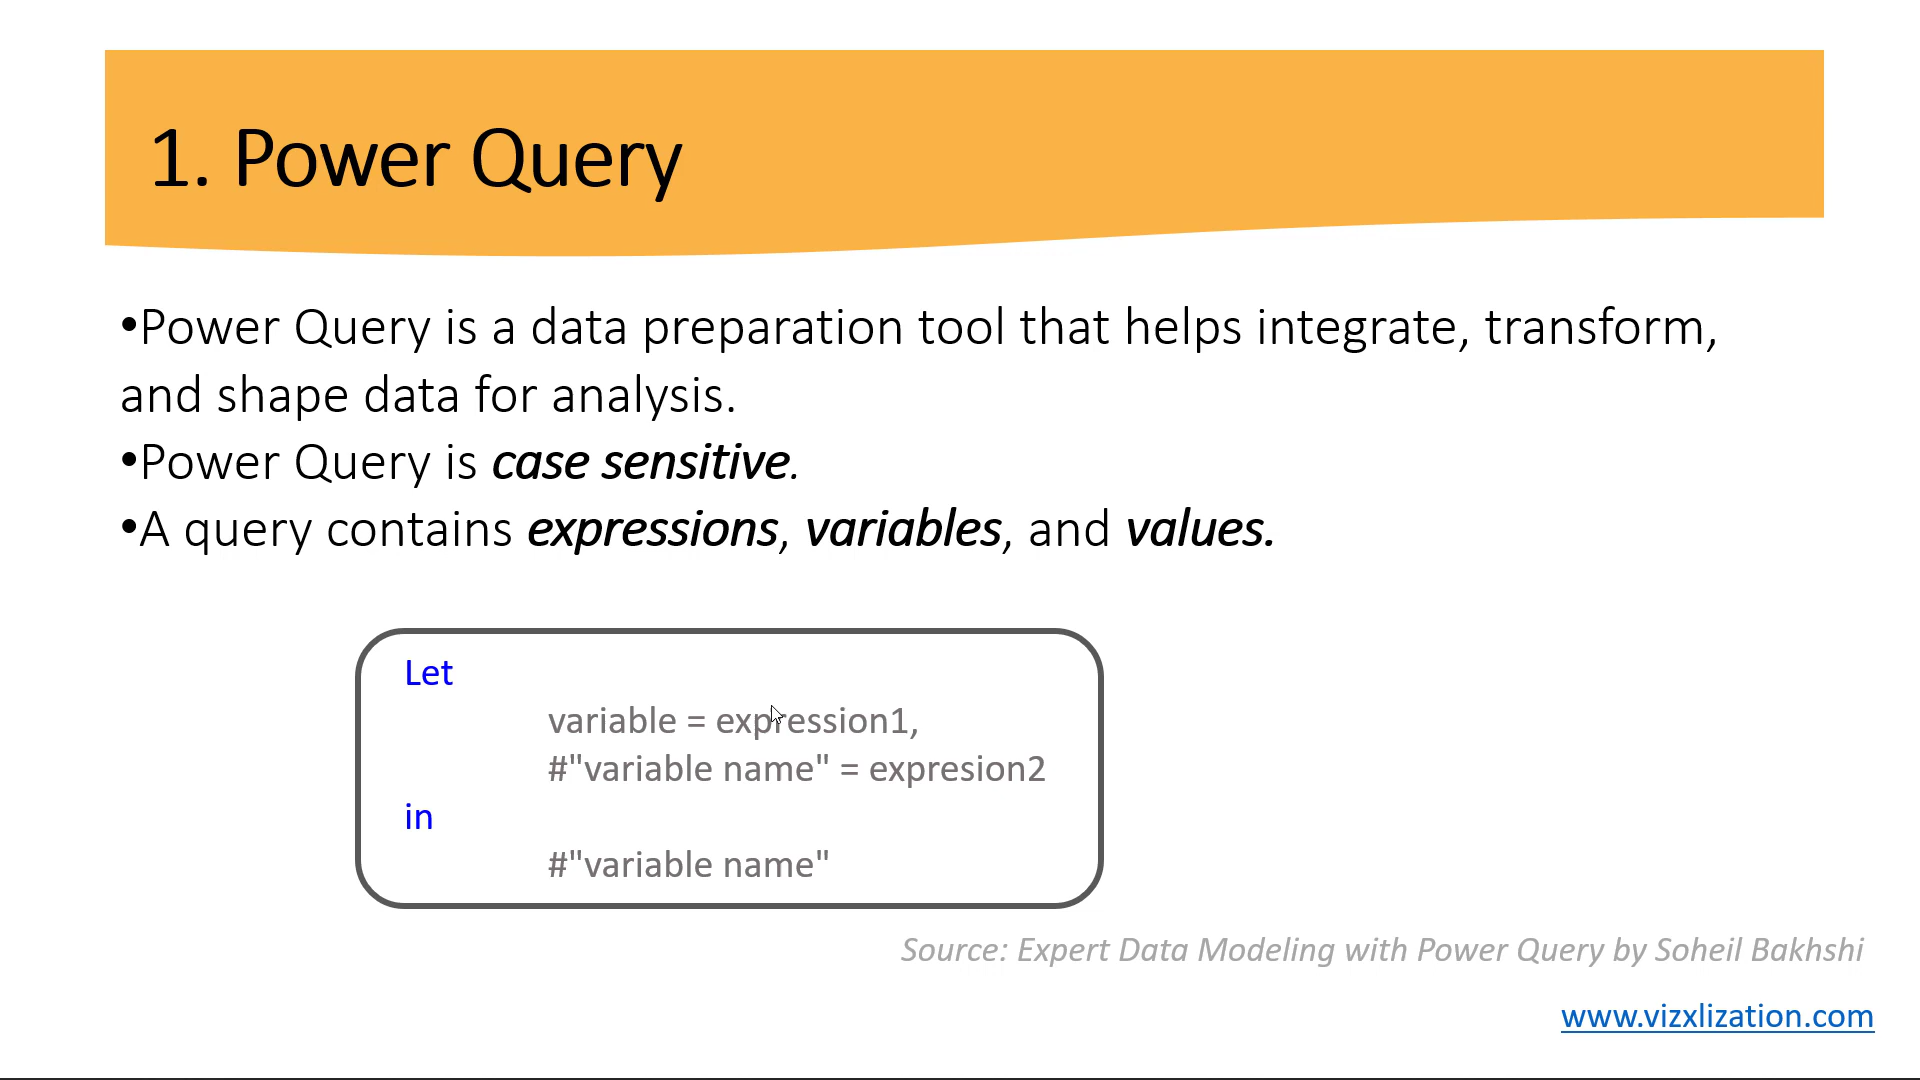 1. Power Query
•Power Query is a data preparation tool that helps integrate, transform,
and shape data for analysis.
•Power Query is case sensitive.
•A query contains expressions, variables, and values.
Let
variable = expression1,
#"variable name" = expresion2
in
#"variable name"
Source: Expert Data Modeling with Power Query by Soheil Bakhshi
www.vizxlization.com